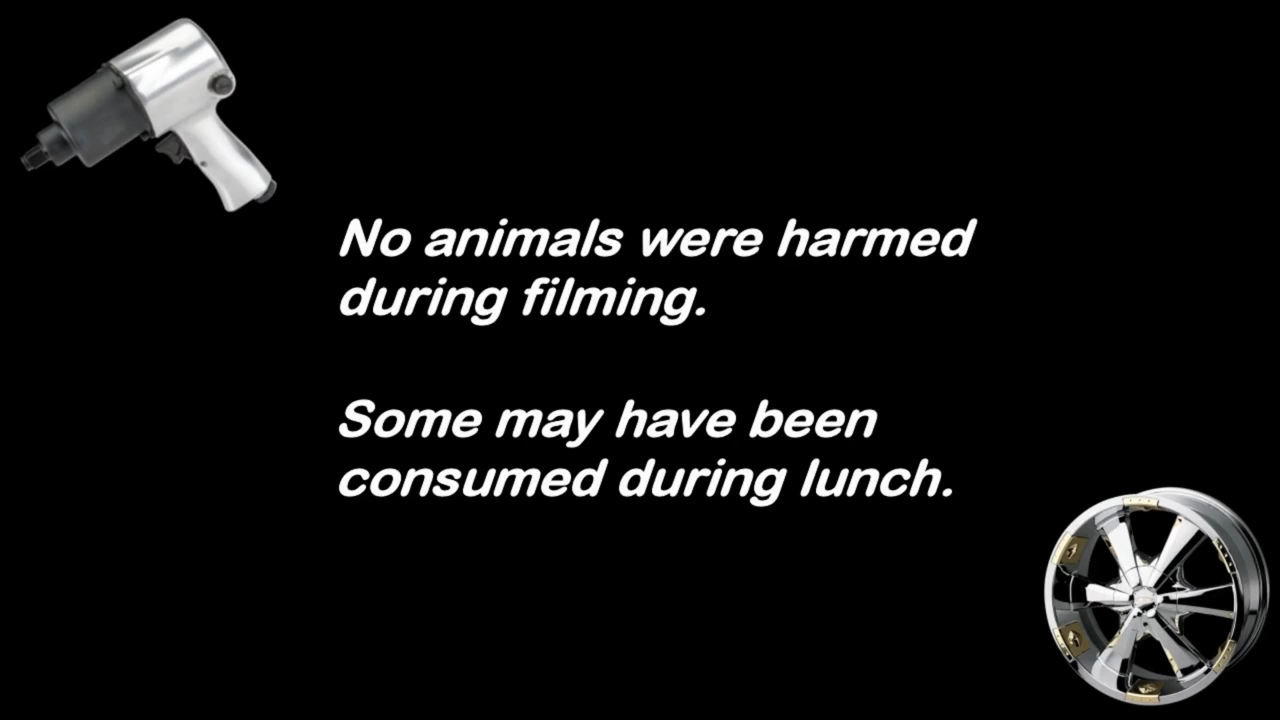 No animals were harmed
during filming.
Some may have been
consumed during lunch.